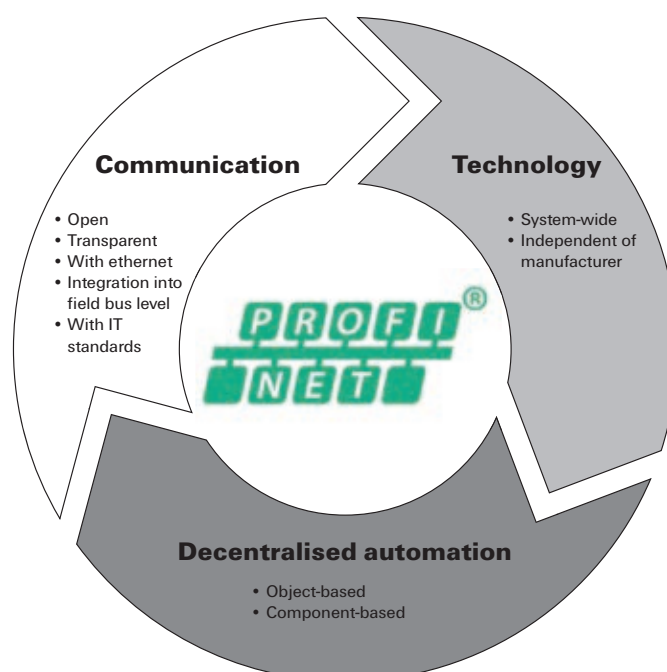 Communication
• Open
• Transparent
• With ethernet
• Integration into
field bus level
• With IT
standards
Technology
• System-wide
• Independent of
manufacturer
PROFI®
NET
Decentralised automation
• Object-based
• Component-based